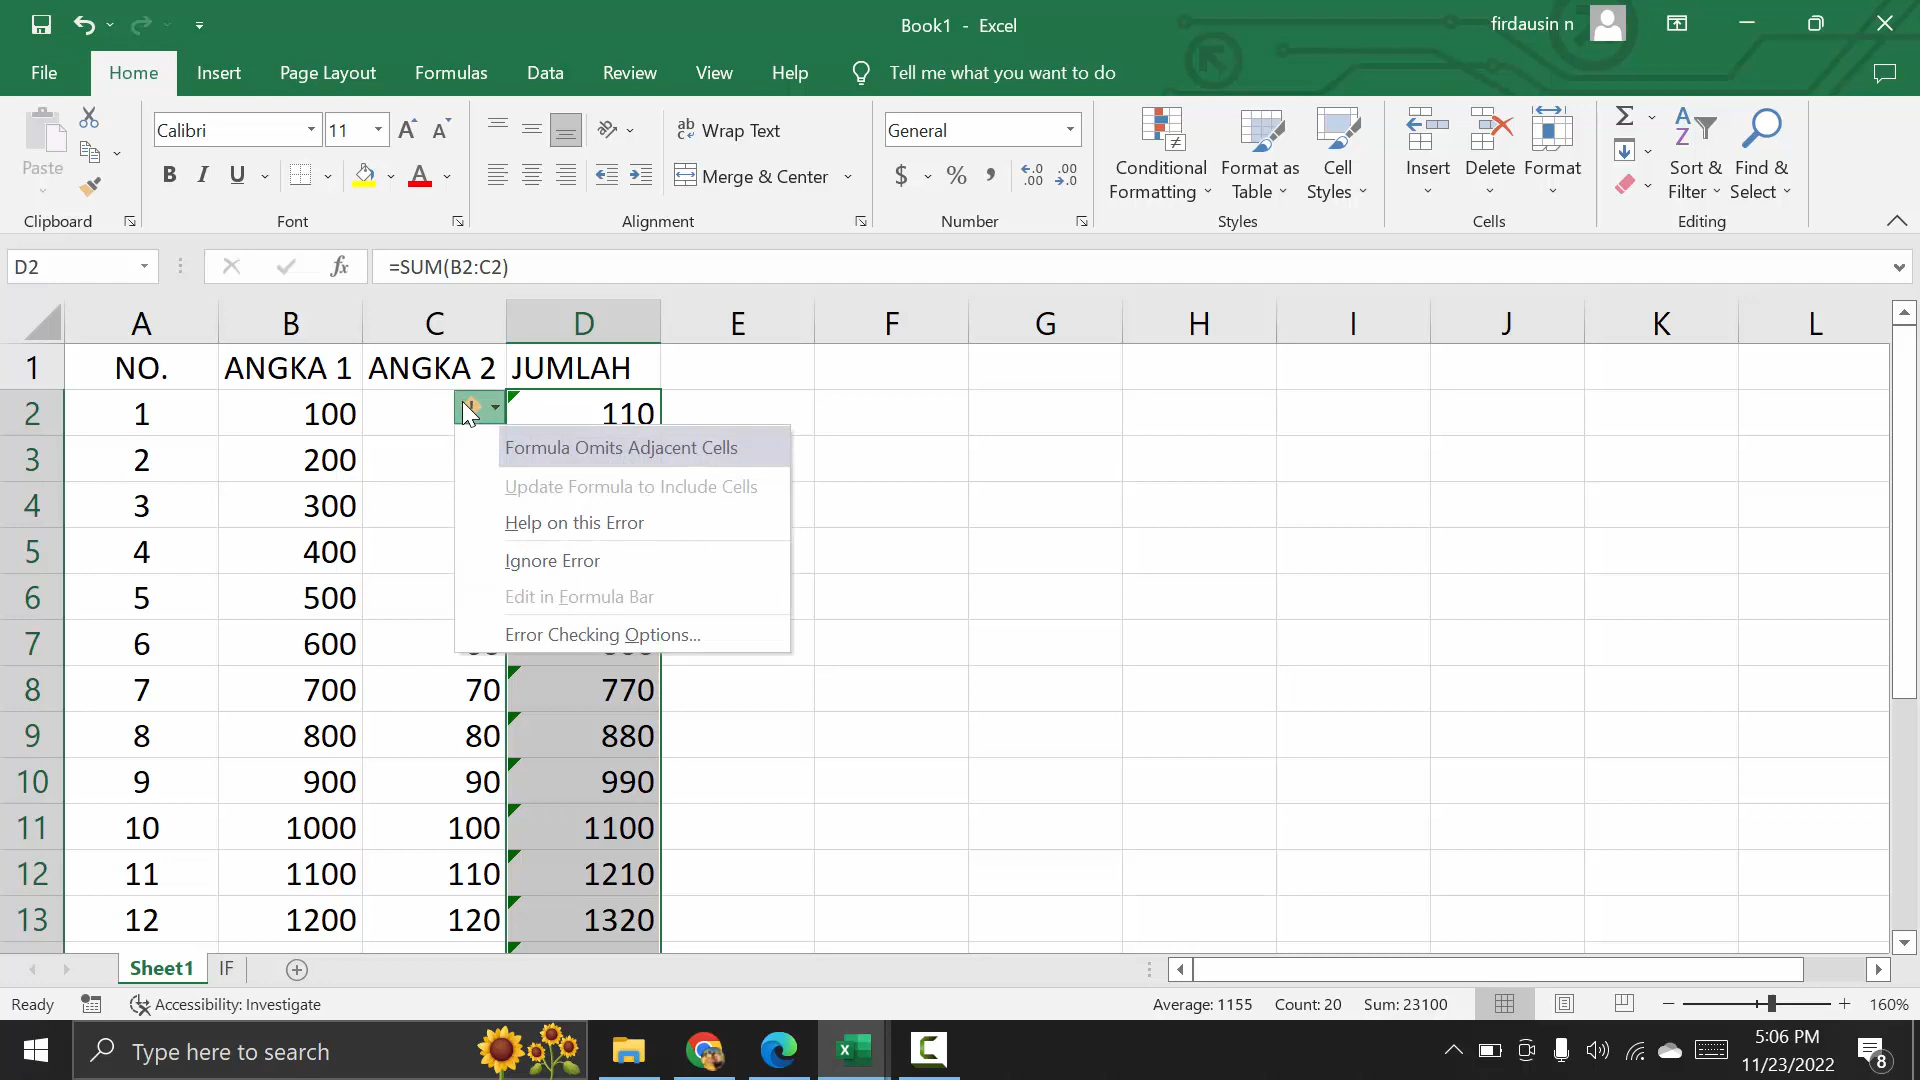 Book1 - Excel
firdausin n
File Home Insert Page Layout Formulas Data Review View Help Tell me what you want to do
Paste
Calibri 11
B I U
ab Wrap Text
Merge & Center
General
$ % ,
Conditional Formatting
Format as Table
Cell Styles
Insert Delete Format
Sort & Filter
Find & Select
Clipboard Font Alignment Number Styles Cells Editing
D2 fx =SUM(B2:C2)
A B C D E F G H I J K L
1 NO. ANGKA 1 ANGKA 2 JUMLAH
2 1 100 110
Formula Omits Adjacent Cells
3 2 200
Update Formula to Include Cells
4 3 300
Help on this Error
5 4 400
Ignore Error
6 5 500
Edit in Formula Bar
7 6 600
Error Checking Options...
8 7 700 70 770
9 8 800 80 880
10 9 900 90 990
11 10 1000 100 1100
12 11 1100 110 1210
13 12 1200 120 1320
Sheet1 IF
Ready Accessibility: Investigate Average: 1155 Count: 20 Sum: 23100 160%
Type here to search
5:06 PM
11/23/2022
8